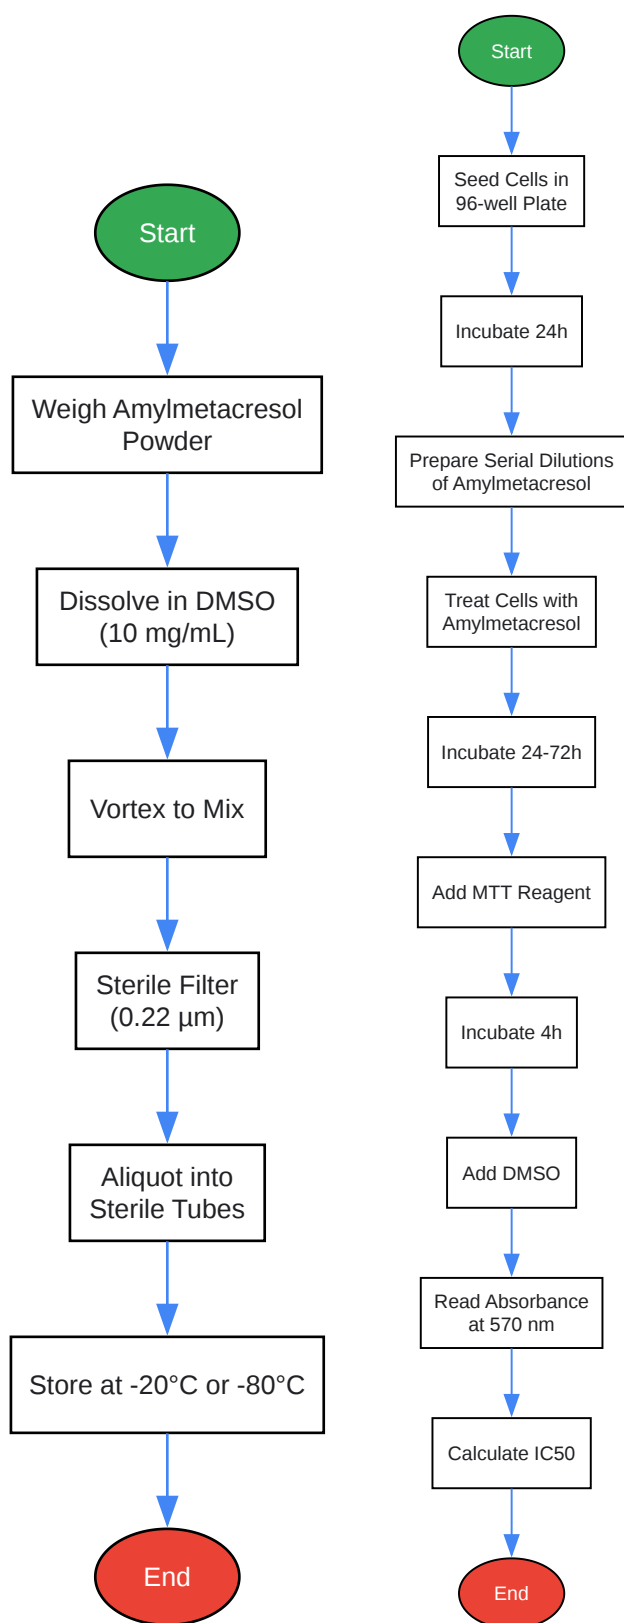 Start
Weigh Amylmetacresol
Powder
Dissolve in DMSO
(10 mg/mL)
Vortex to Mix
Sterile Filter
(0.22 µm)
Aliquot into
Sterile Tubes
Store at -20°C or -80°C
End
Start
Seed Cells in
96-well Plate
Incubate 24h
Prepare Serial Dilutions
of Amylmetacresol
Treat Cells with
Amylmetacresol
Incubate 24-72h
Add MTT Reagent
Incubate 4h
Add DMSO
Read Absorbance
at 570 nm
Calculate IC50
End